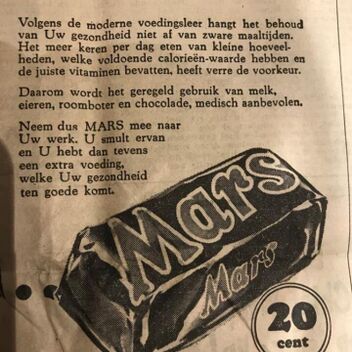 Volgens de moderne voedingsleer hangt het behoud
van Uw gezondheid niet af van zware maaltijden.
Het meer keren per dag eten van kleine hoeveel-
heden, welke voldoende calorieën-waarde hebben en
de juiste vitaminen bevatten, heeft verre de voorkeur.
Daarom wordt het geregeld gebruik van melk,
eieren, roomboter en chocolade, medisch aanbevolen.
Neem dus MARS mee naar
Uw werk. U smult ervan
en U hebt dan tevens
een extra voeding,
welke Uw gezondheid
ten goede komt.
Mars
Mars
20
cent